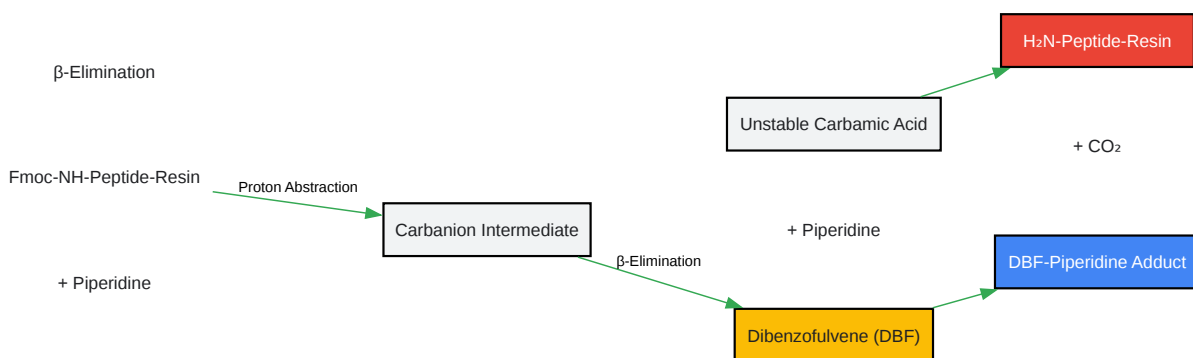 H₂N-Peptide-Resin
β-Elimination
Unstable Carbamic Acid
+ CO₂
Fmoc-NH-Peptide-Resin
Proton Abstraction
Carbanion Intermediate
+ Piperidine
β-Elimination
DBF-Piperidine Adduct
+ Piperidine
Dibenzofulvene (DBF)